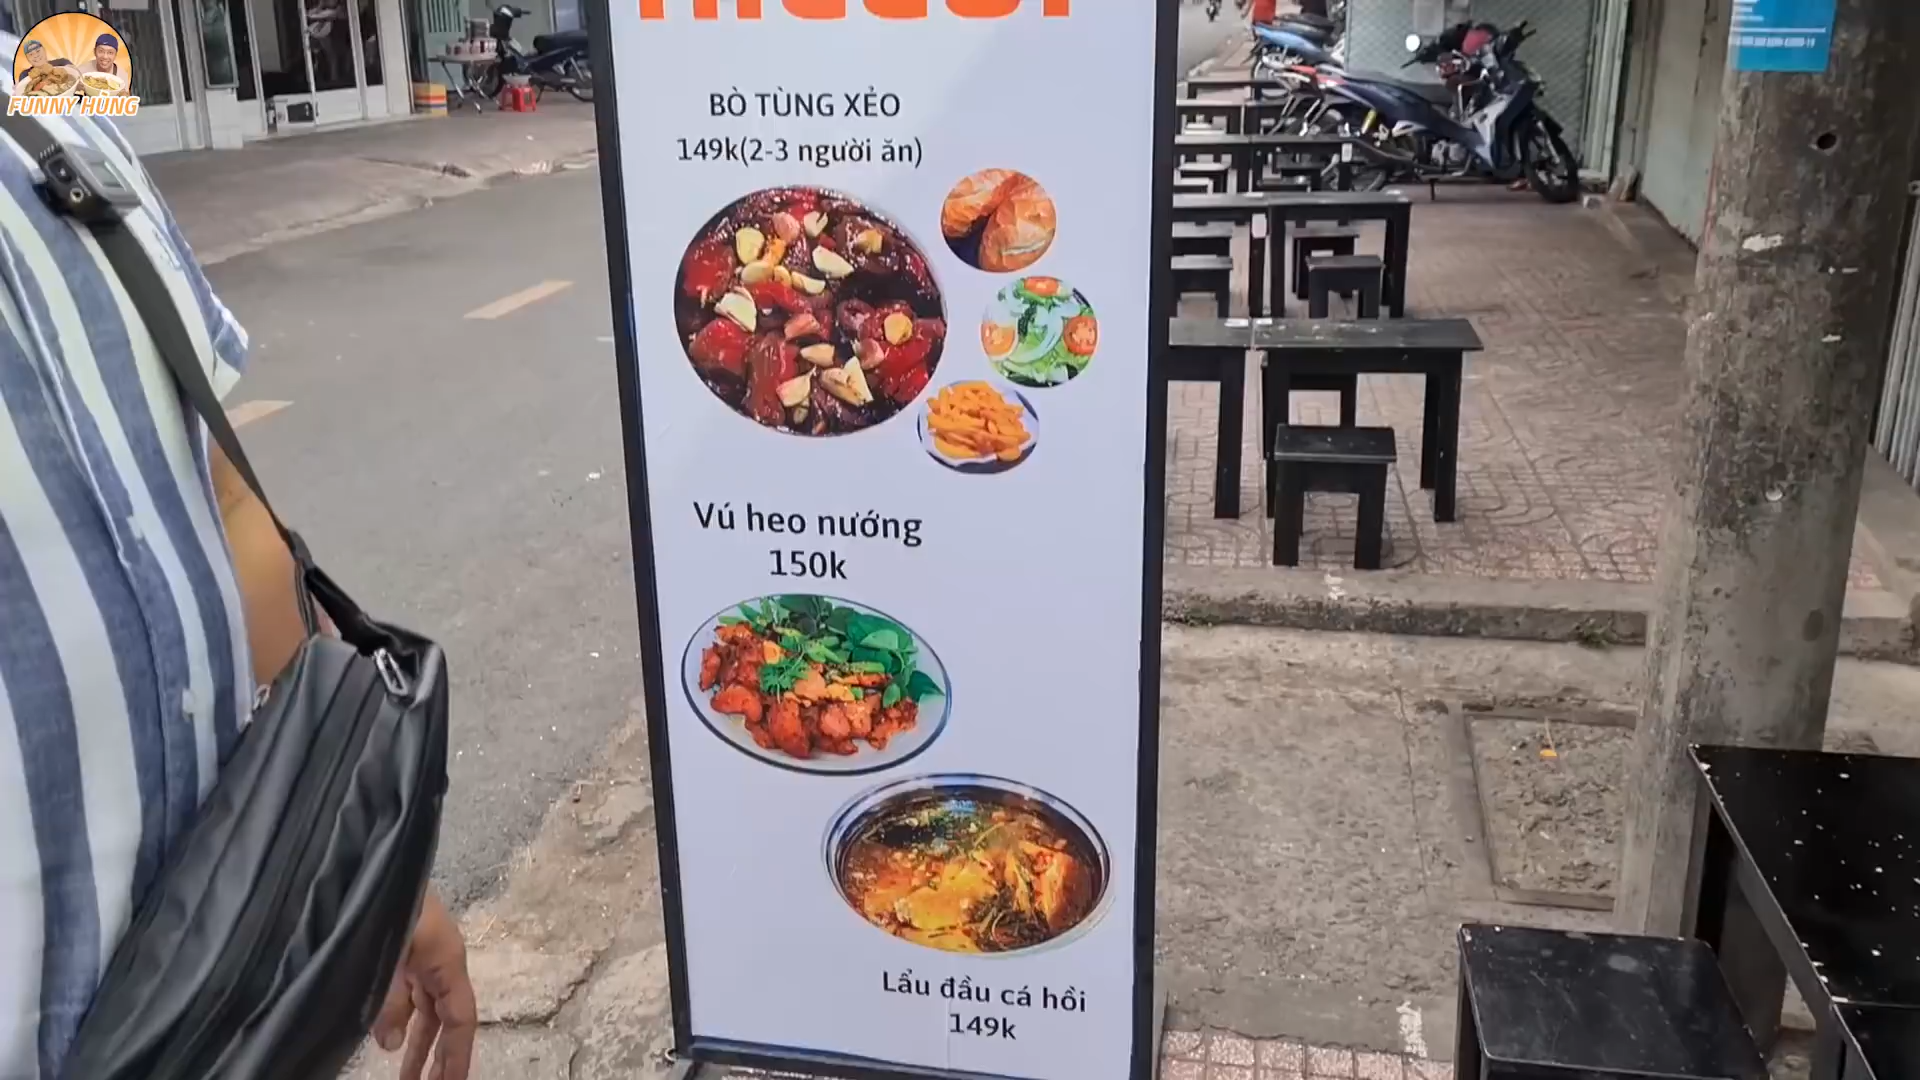 FUNNY HÙNG
BÒ TÙNG XẺO
149k(2-3 người ăn)
Vú heo nướng
150k
Lẩu đầu cá hồi
149k